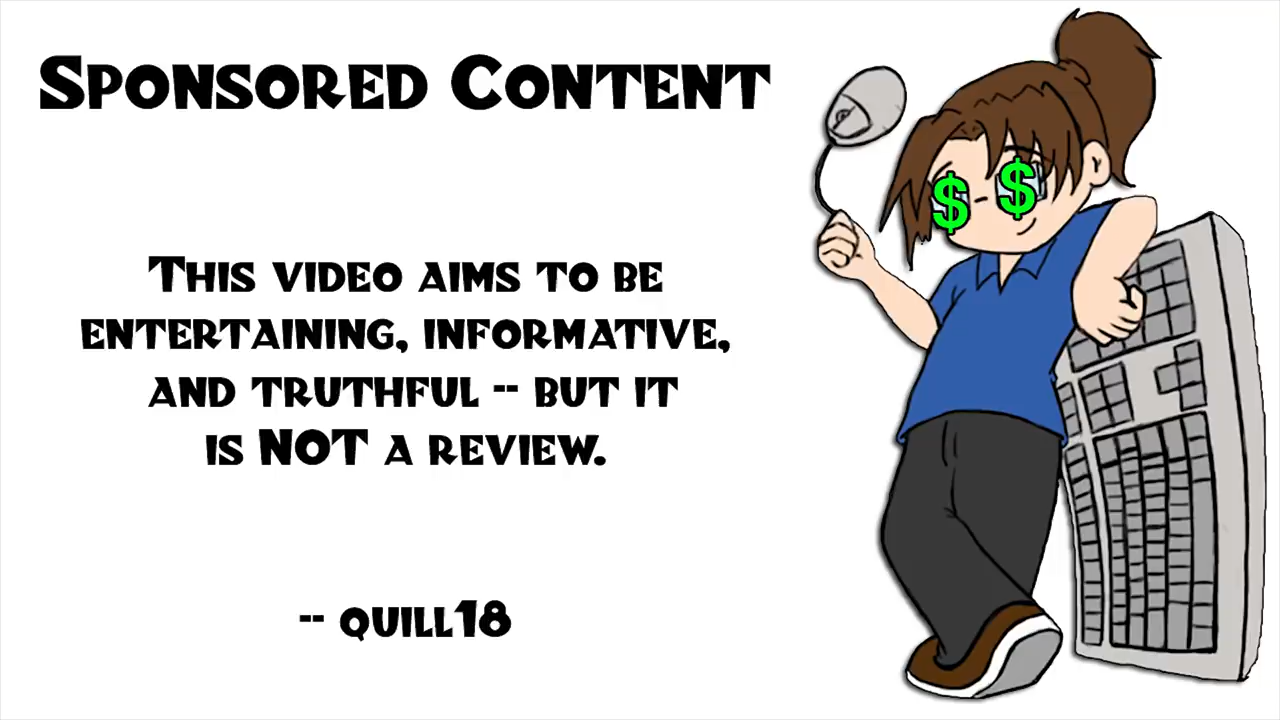 Sponsored Content
This video aims to be
entertaining, informative,
and truthful -- but it
is NOT a review.
-- quill18
$ $